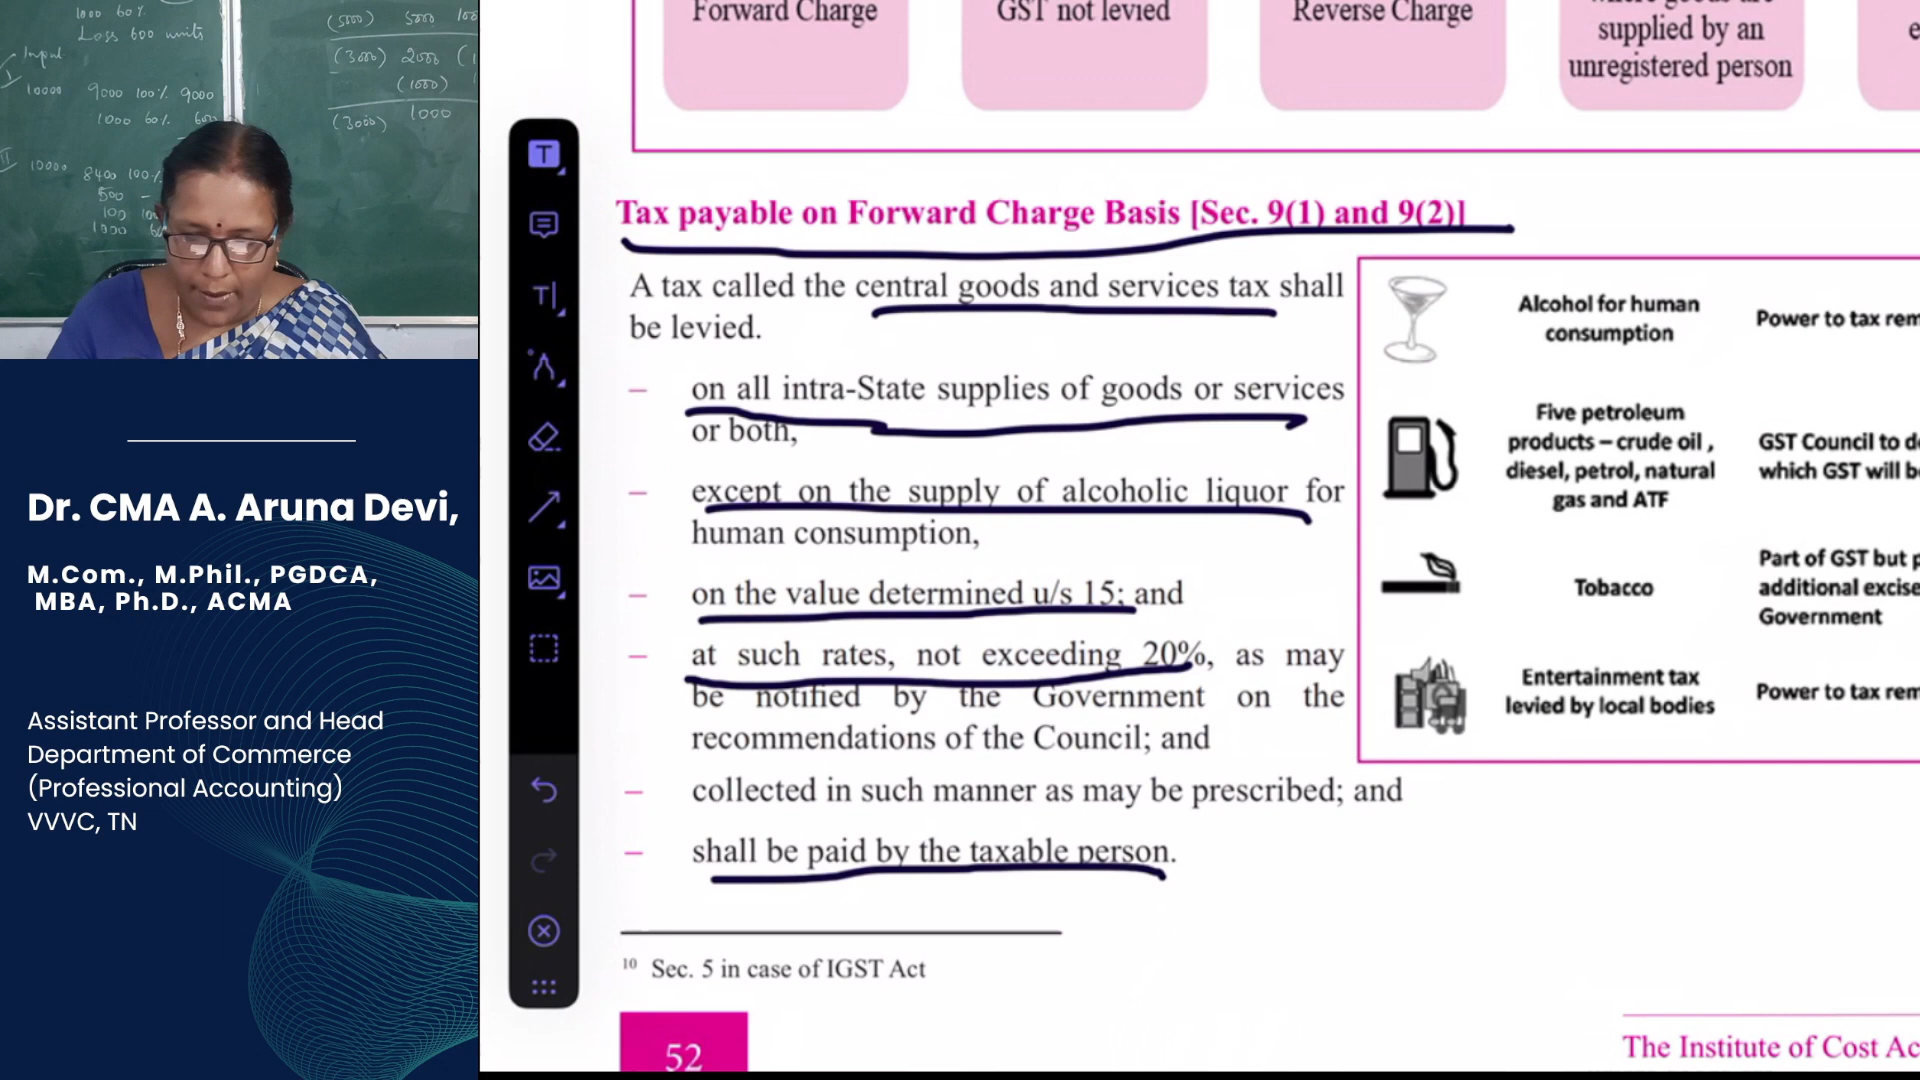 1000 60%
Loss 600 units
Input
10000 9000 100% 9000
1000 60%
10000 8400 100%
500 -
100
1000
(5000) 5000
(3000) 2000
(1000)
(3000) 1000
Dr. CMA A. Aruna Devi,
M.Com., M.Phil., PGDCA,
MBA, Ph.D., ACMA
Assistant Professor and Head
Department of Commerce
(Professional Accounting)
VVVC, TN
Forward Charge
GST not levied
Reverse Charge
supplied by an
unregistered person
Tax payable on Forward Charge Basis [Sec. 9(1) and 9(2)]
A tax called the central goods and services tax shall
be levied.
– on all intra-State supplies of goods or services
or both,
– except on the supply of alcoholic liquor for
human consumption,
– on the value determined u/s 15; and
– at such rates, not exceeding 20%, as may
be notified by the Government on the
recommendations of the Council; and
– collected in such manner as may be prescribed; and
– shall be paid by the taxable person.
Alcohol for human
consumption
Power to tax rem
Five petroleum
products – crude oil ,
diesel, petrol, natural
gas and ATF
GST Council to d
which GST will b
Tobacco
Part of GST but p
additional excise
Government
Entertainment tax
levied by local bodies
Power to tax rem
10 Sec. 5 in case of IGST Act
52
The Institute of Cost Ac